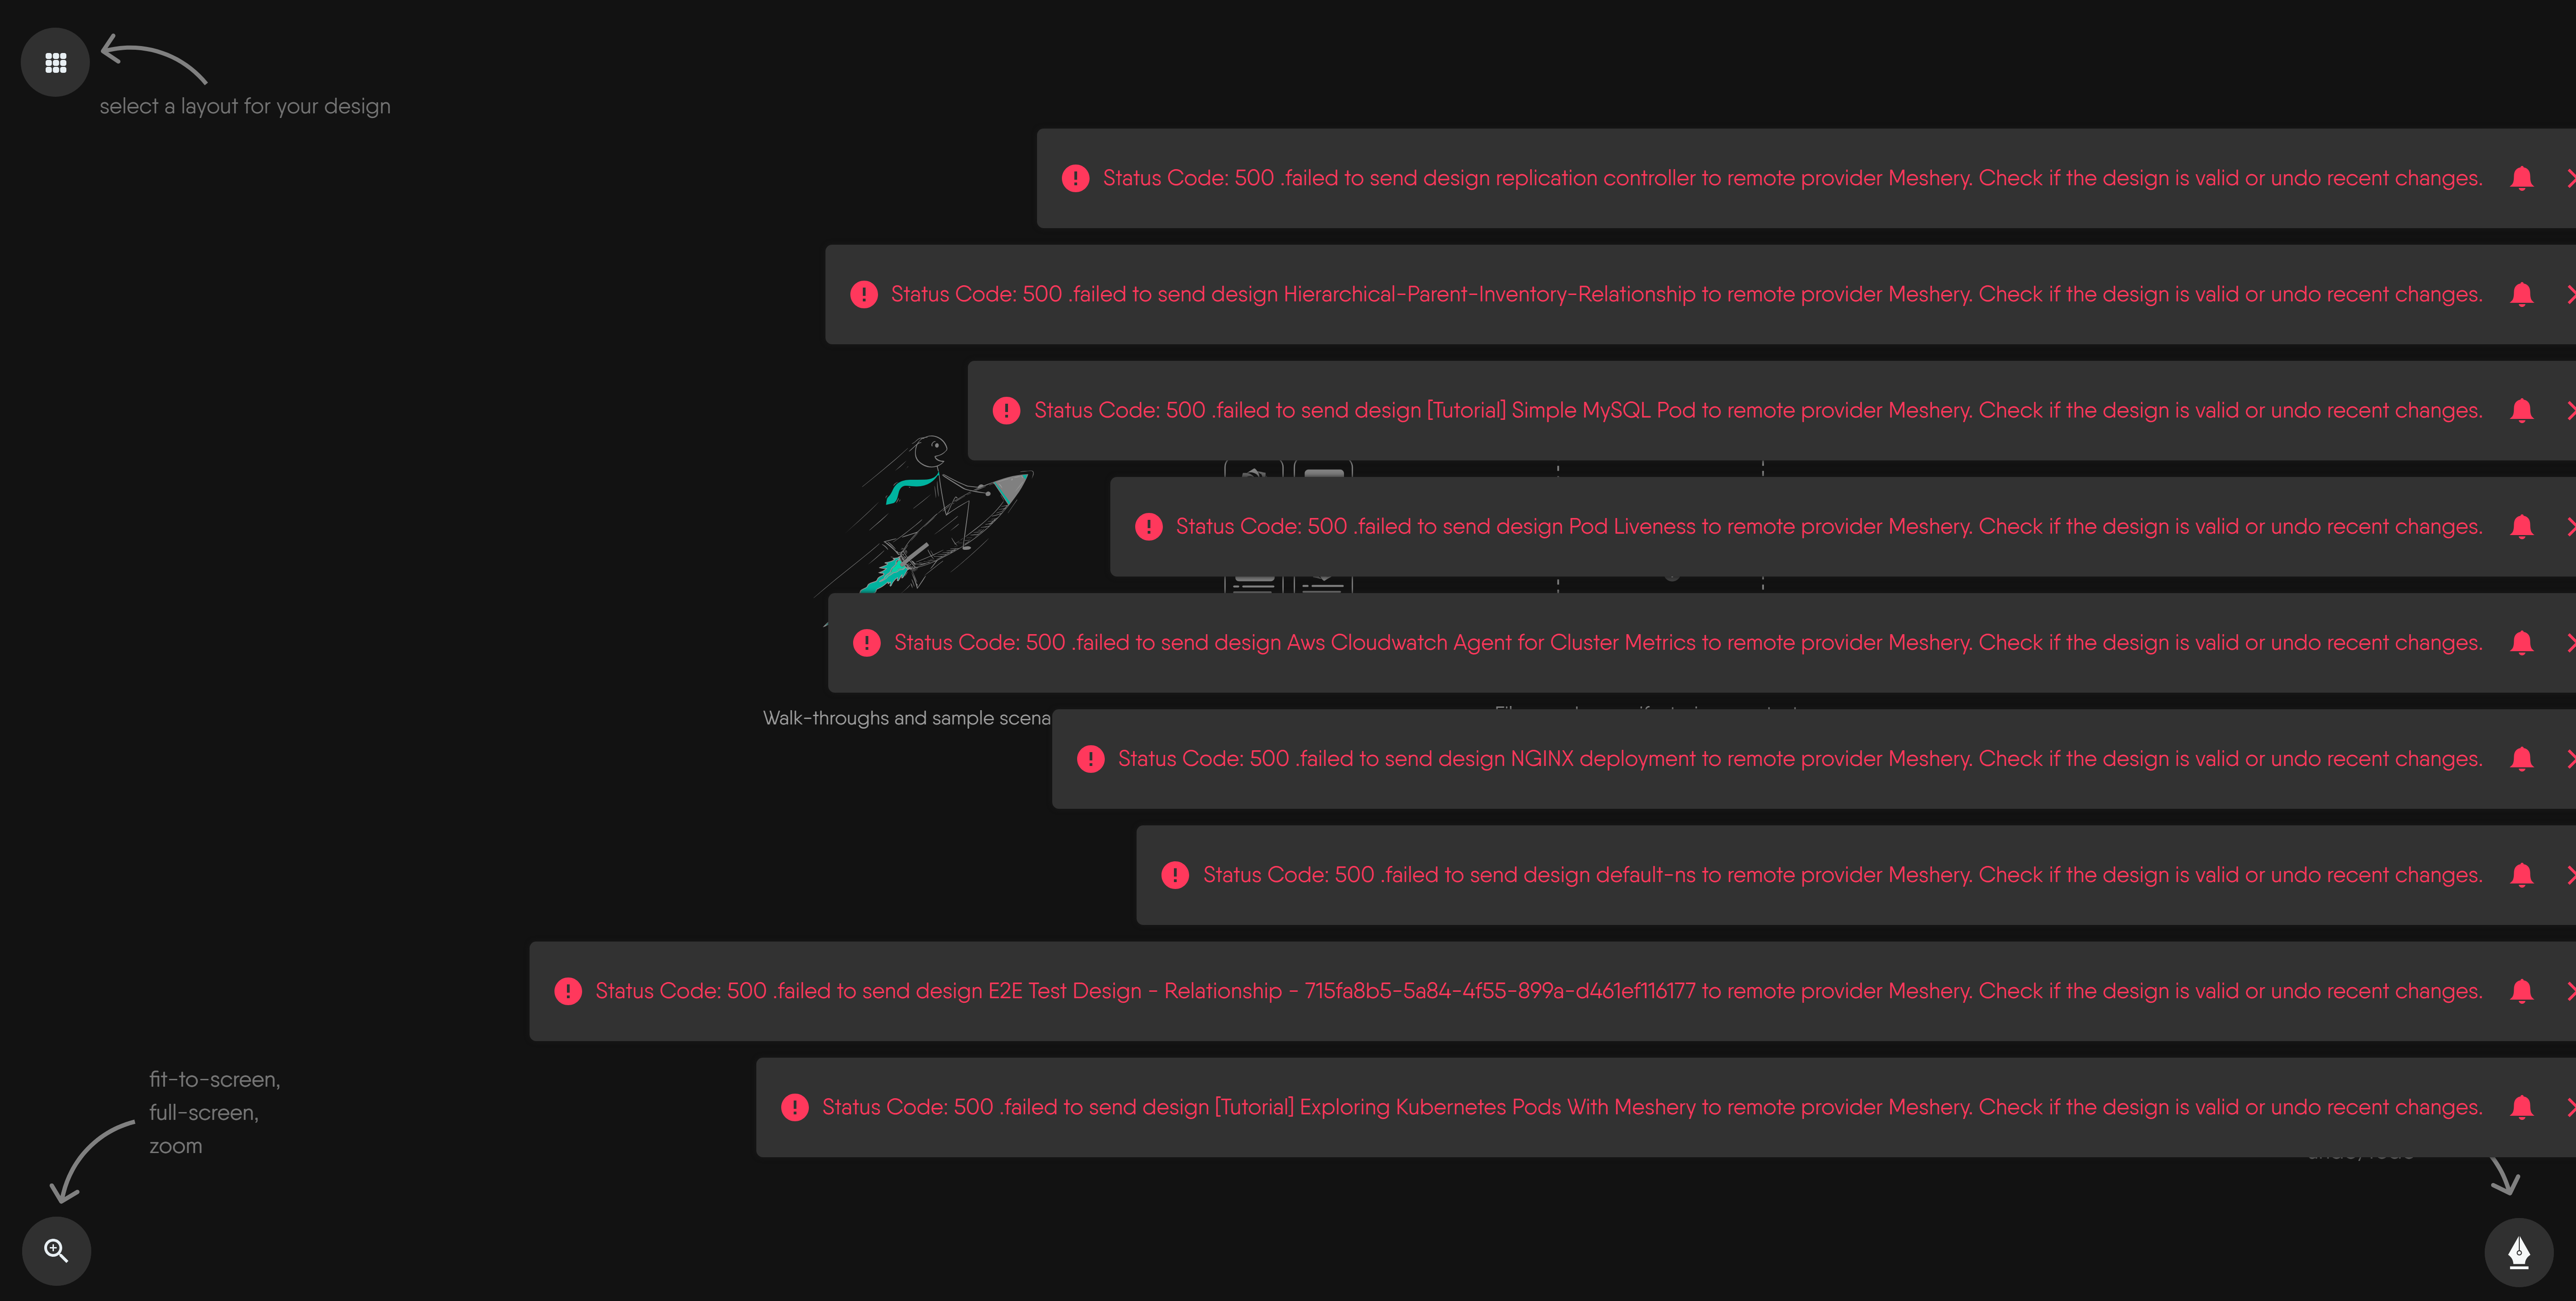 select a layout for your design
Status Code: 500 .failed to send design replication controller to remote provider Meshery. Check if the design is valid or undo recent changes.
Status Code: 500 .failed to send design Hierarchical-Parent-Inventory-Relationship to remote provider Meshery. Check if the design is valid or undo recent changes.
Status Code: 500 .failed to send design [Tutorial] Simple MySQL Pod to remote provider Meshery. Check if the design is valid or undo recent changes.
Status Code: 500 .failed to send design Pod Liveness to remote provider Meshery. Check if the design is valid or undo recent changes.
Status Code: 500 .failed to send design Aws Cloudwatch Agent for Cluster Metrics to remote provider Meshery. Check if the design is valid or undo recent changes.
Walk-throughs and sample scena
Status Code: 500 .failed to send design NGINX deployment to remote provider Meshery. Check if the design is valid or undo recent changes.
Status Code: 500 .failed to send design default-ns to remote provider Meshery. Check if the design is valid or undo recent changes.
Status Code: 500 .failed to send design E2E Test Design - Relationship - 715fa8b5-5a84-4f55-899a-d461ef116177 to remote provider Meshery. Check if the design is valid or undo recent changes.
Status Code: 500 .failed to send design [Tutorial] Exploring Kubernetes Pods With Meshery to remote provider Meshery. Check if the design is valid or undo recent changes.
fit-to-screen,
full-screen,
zoom